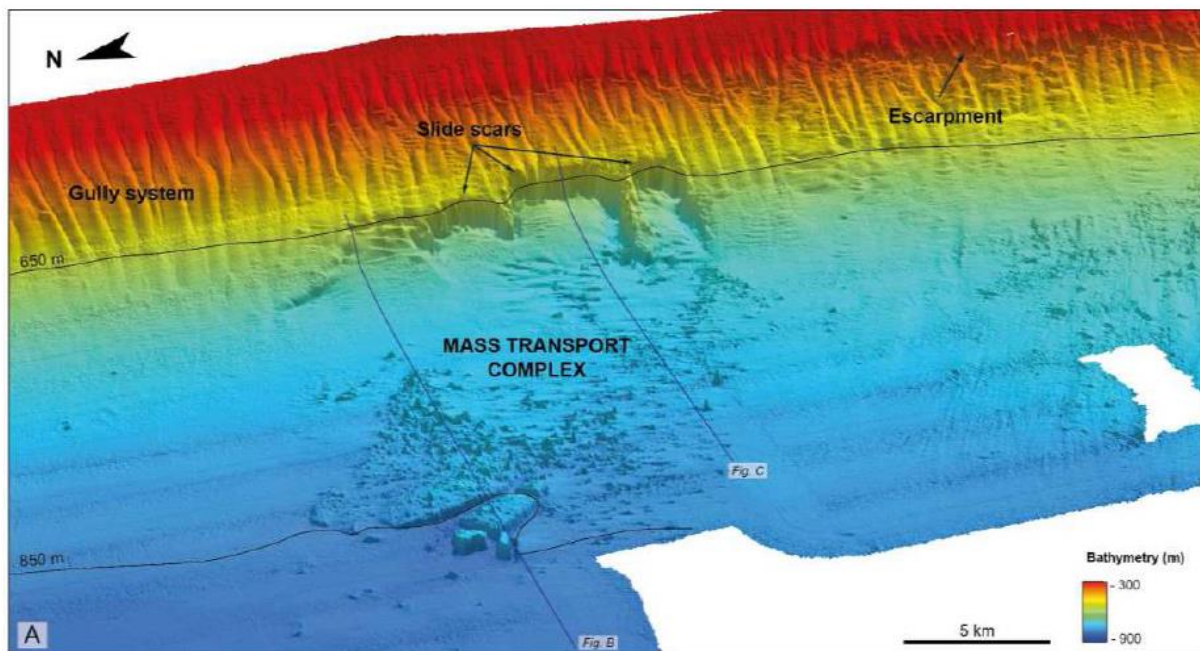 N
Slide scars
Escarpment
Gully system
650 m
MASS TRANSPORT
COMPLEX
Fig. C
850 m
Bathymetry (m)
- 300
- 900
5 km
A
Fig. B